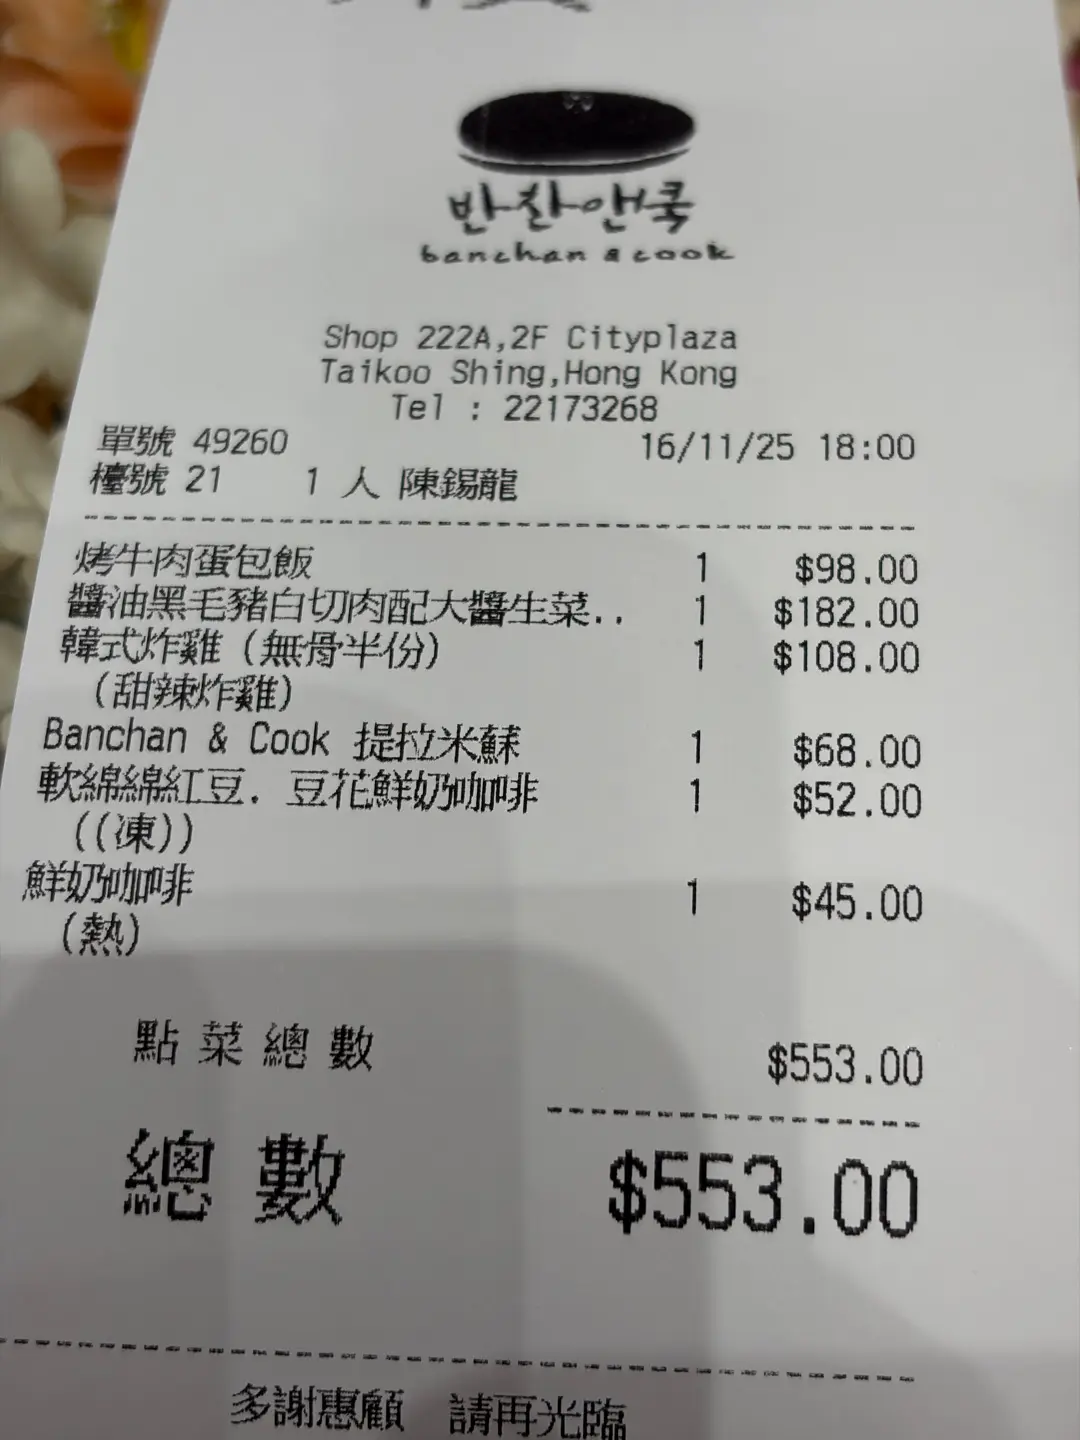 반찬앤쿡
banchan & cook
Shop 222A,2F Cityplaza
Taikoo Shing,Hong Kong
Tel : 22173268
單號 49260 16/11/25 18:00
檯號 21 1 人 陳錫龍
烤牛肉蛋包飯 1 $98.00
醬油黑毛豬白切肉配大醬生菜.. 1 $182.00
韓式炸雞(無骨半份) 1 $108.00
(甜辣炸雞)
Banchan & Cook 提拉米蘇 1 $68.00
軟綿綿紅豆. 豆花鮮奶咖啡 1 $52.00
((凍))
鮮奶咖啡 1 $45.00
(熱)
點菜總數 $553.00
總數 $553.00
多謝惠顧 請再光臨